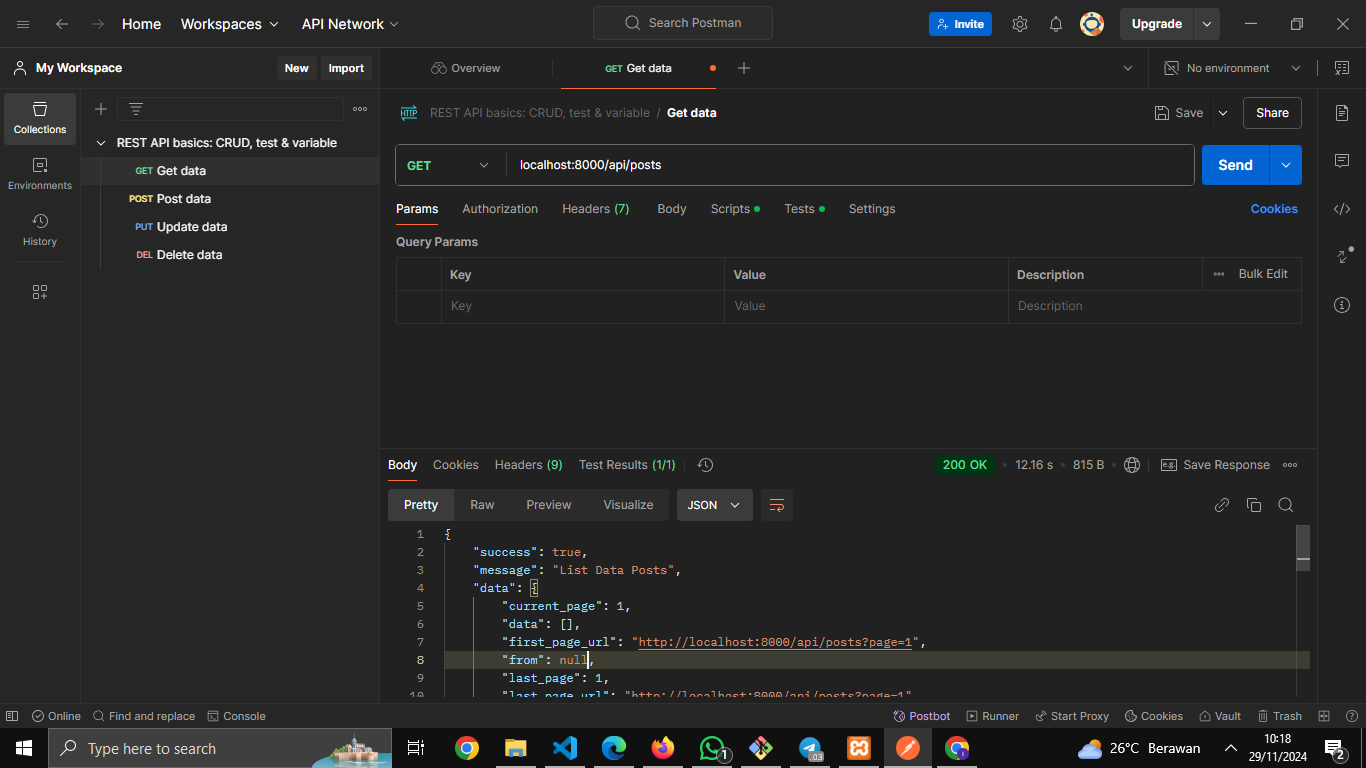 Home Workspaces API Network Search Postman Invite Upgrade
My Workspace New Import Overview GET Get data No environment
Collections
REST API basics: CRUD, test & variable / Get data Save Share
REST API basics: CRUD, test & variable
GET Get data
POST Post data
PUT Update data
DEL Delete data
Environments
History
GET localhost:8000/api/posts Send
Params Authorization Headers (7) Body Scripts Tests Settings Cookies
Query Params
Key Value Description Bulk Edit
Key Value Description
Body Cookies Headers (9) Test Results (1/1) 200 OK 12.16 s 815 B e.g. Save Response
Pretty Raw Preview Visualize JSON
1 {
2 "success": true,
3 "message": "List Data Posts",
4 "data": {
5 "current_page": 1,
6 "data": [],
7 "first_page_url": "http://localhost:8000/api/posts?page=1",
8 "from": null,
9 "last_page": 1,
10 "last_page_url": "http://localhost:8000/api/posts?page=1"
Online Find and replace Console Postbot Runner Start Proxy Cookies Vault Trash
Type here to search 1 .03 26°C Berawan 10:18
29/11/2024 2